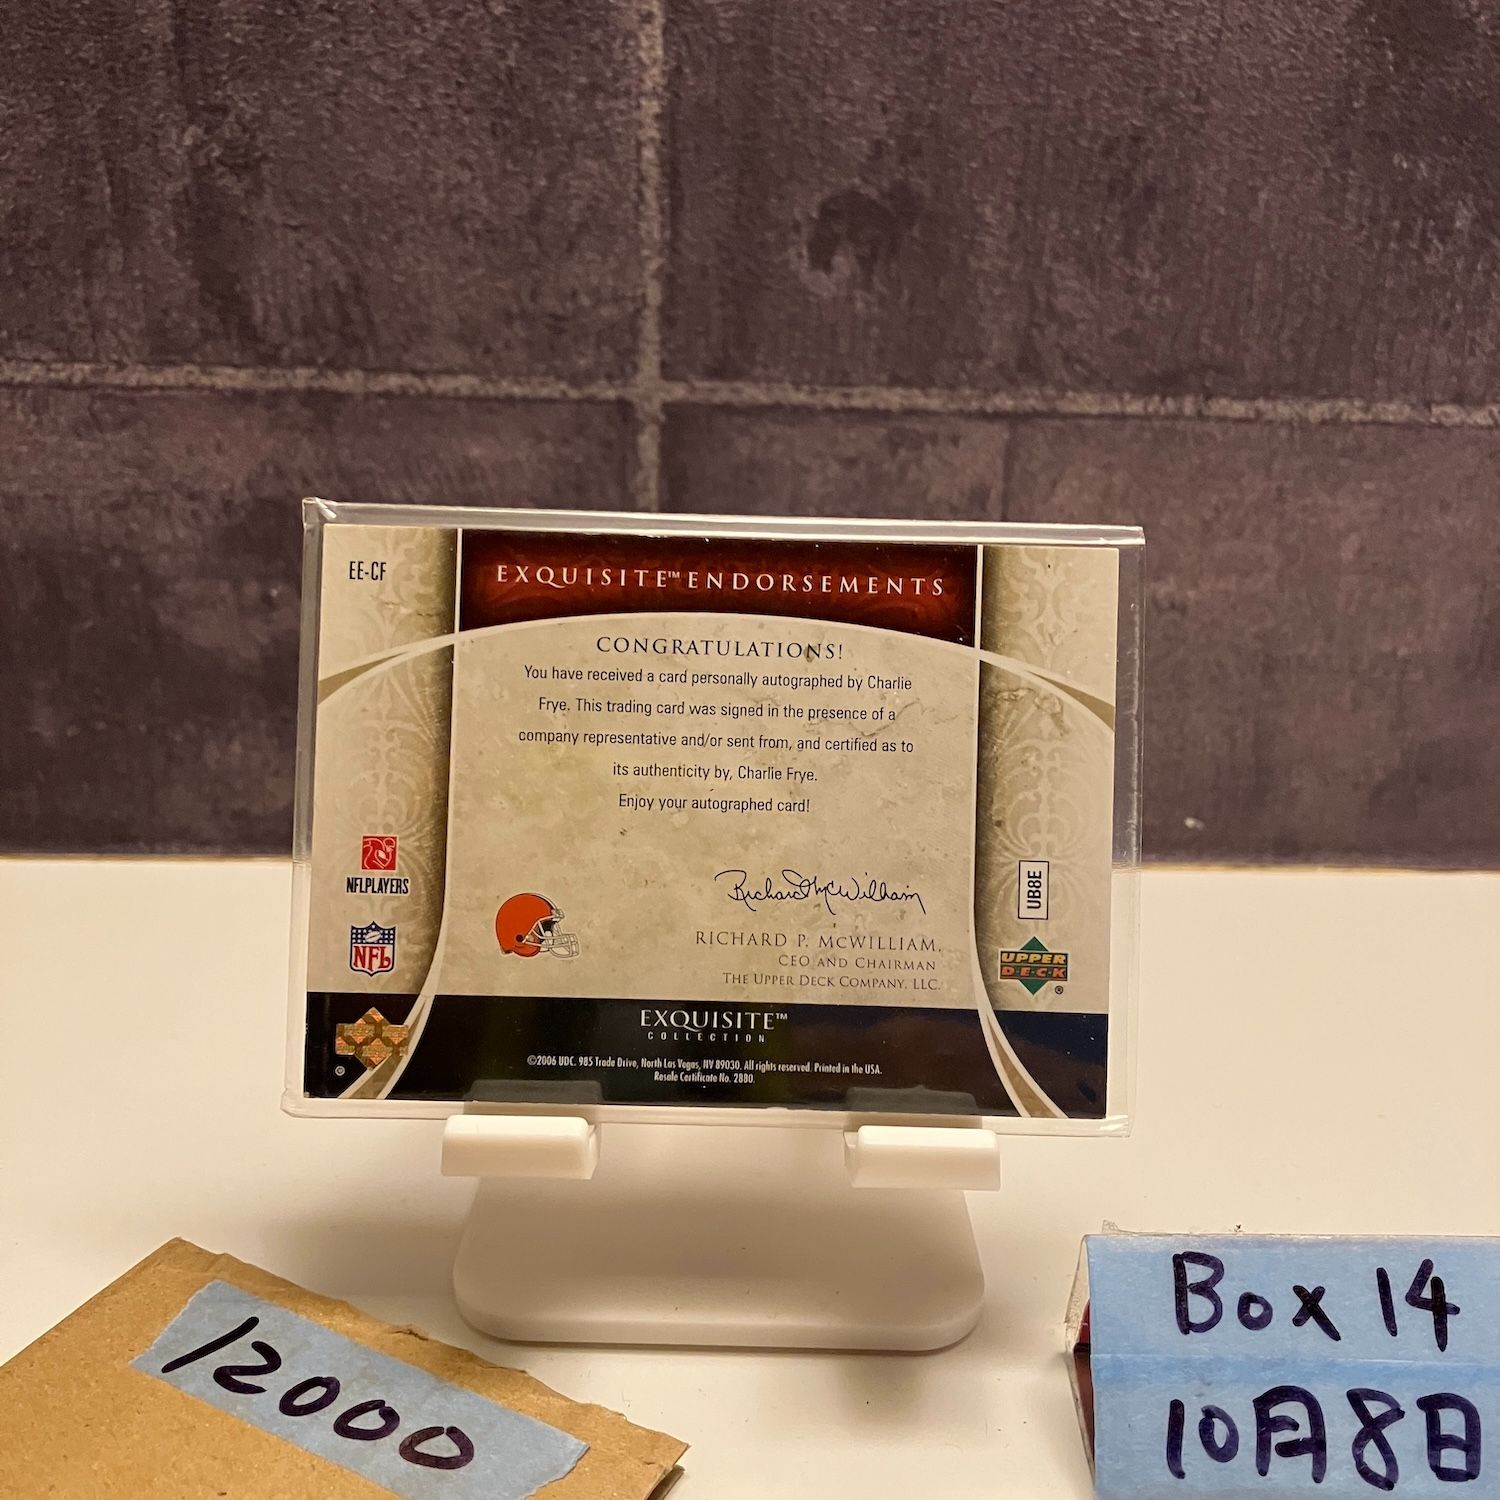 EE-CF
EXQUISITE™ ENDORSEMENTS
CONGRATULATIONS!
You have received a card personally autographed by Charlie
Frye. This trading card was signed in the presence of a
company representative and/or sent from, and certified as to
its authenticity by, Charlie Frye.
Enjoy your autographed card!
NFLPLAYERS
NFL
Richard McWilliam
RICHARD P. MCWILLIAM,
CEO AND CHAIRMAN
THE UPPER DECK COMPANY, LLC.
UB8E
UPPER
DECK
®
EXQUISITE™
COLLECTION
©2006 UDC. 985 Trade Drive, North Las Vegas, NV 89030. All rights reserved. Printed in the USA.
Resale Certificate No. 2880.
©
12000
Box 14
10月8日